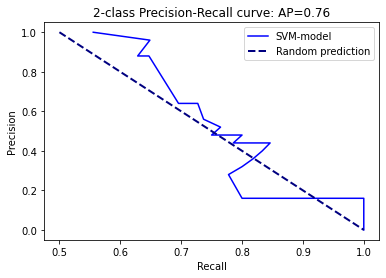 2-class Precision-Recall curve: AP=0.76
SVM-model
Random prediction
Precision
1.0
0.8
0.6
0.4
0.2
0.0
0.5 0.6 0.7 0.8 0.9 1.0
Recall